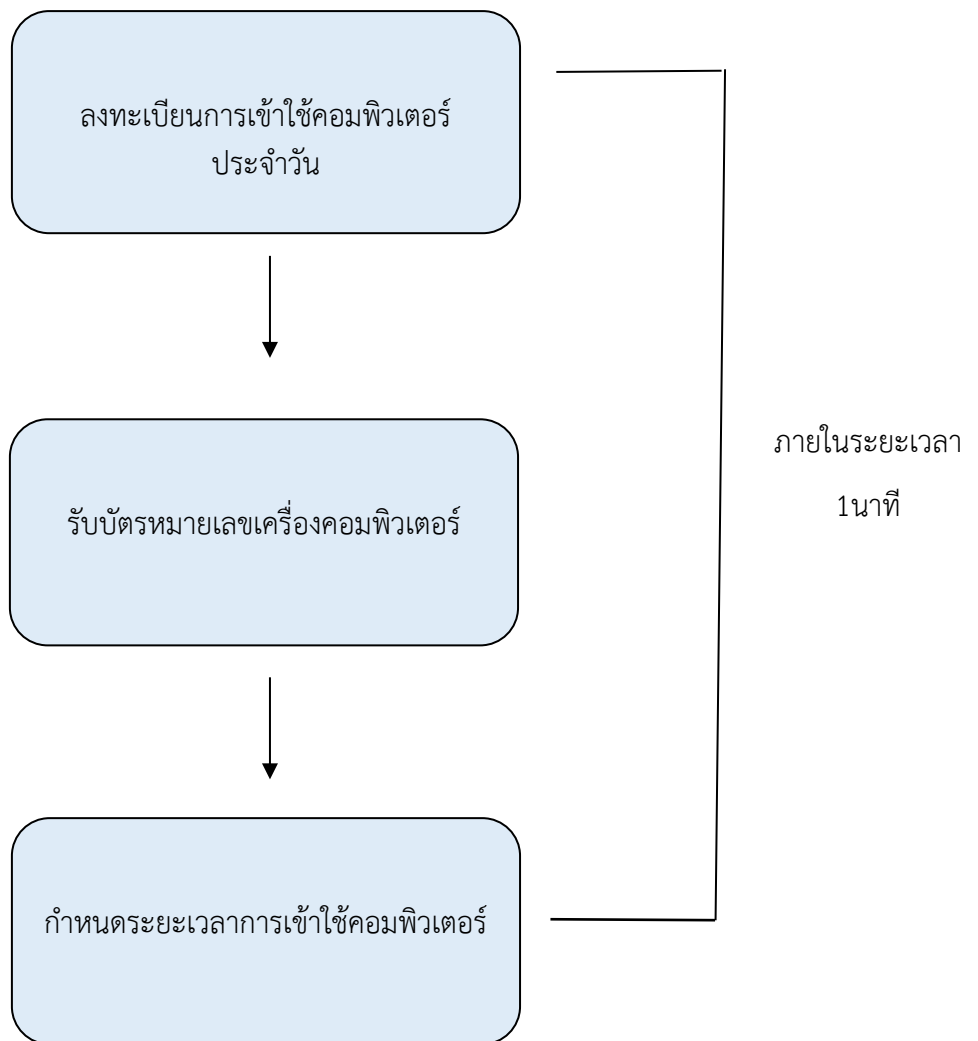 ลงทะเบียนการเข้าใช้คอมพิวเตอร์
ประจำวัน
รับบัตรหมายเลขเครื่องคอมพิวเตอร์
ภายในระยะเวลา
1นาที
กำหนดระยะเวลาการเข้าใช้คอมพิวเตอร์